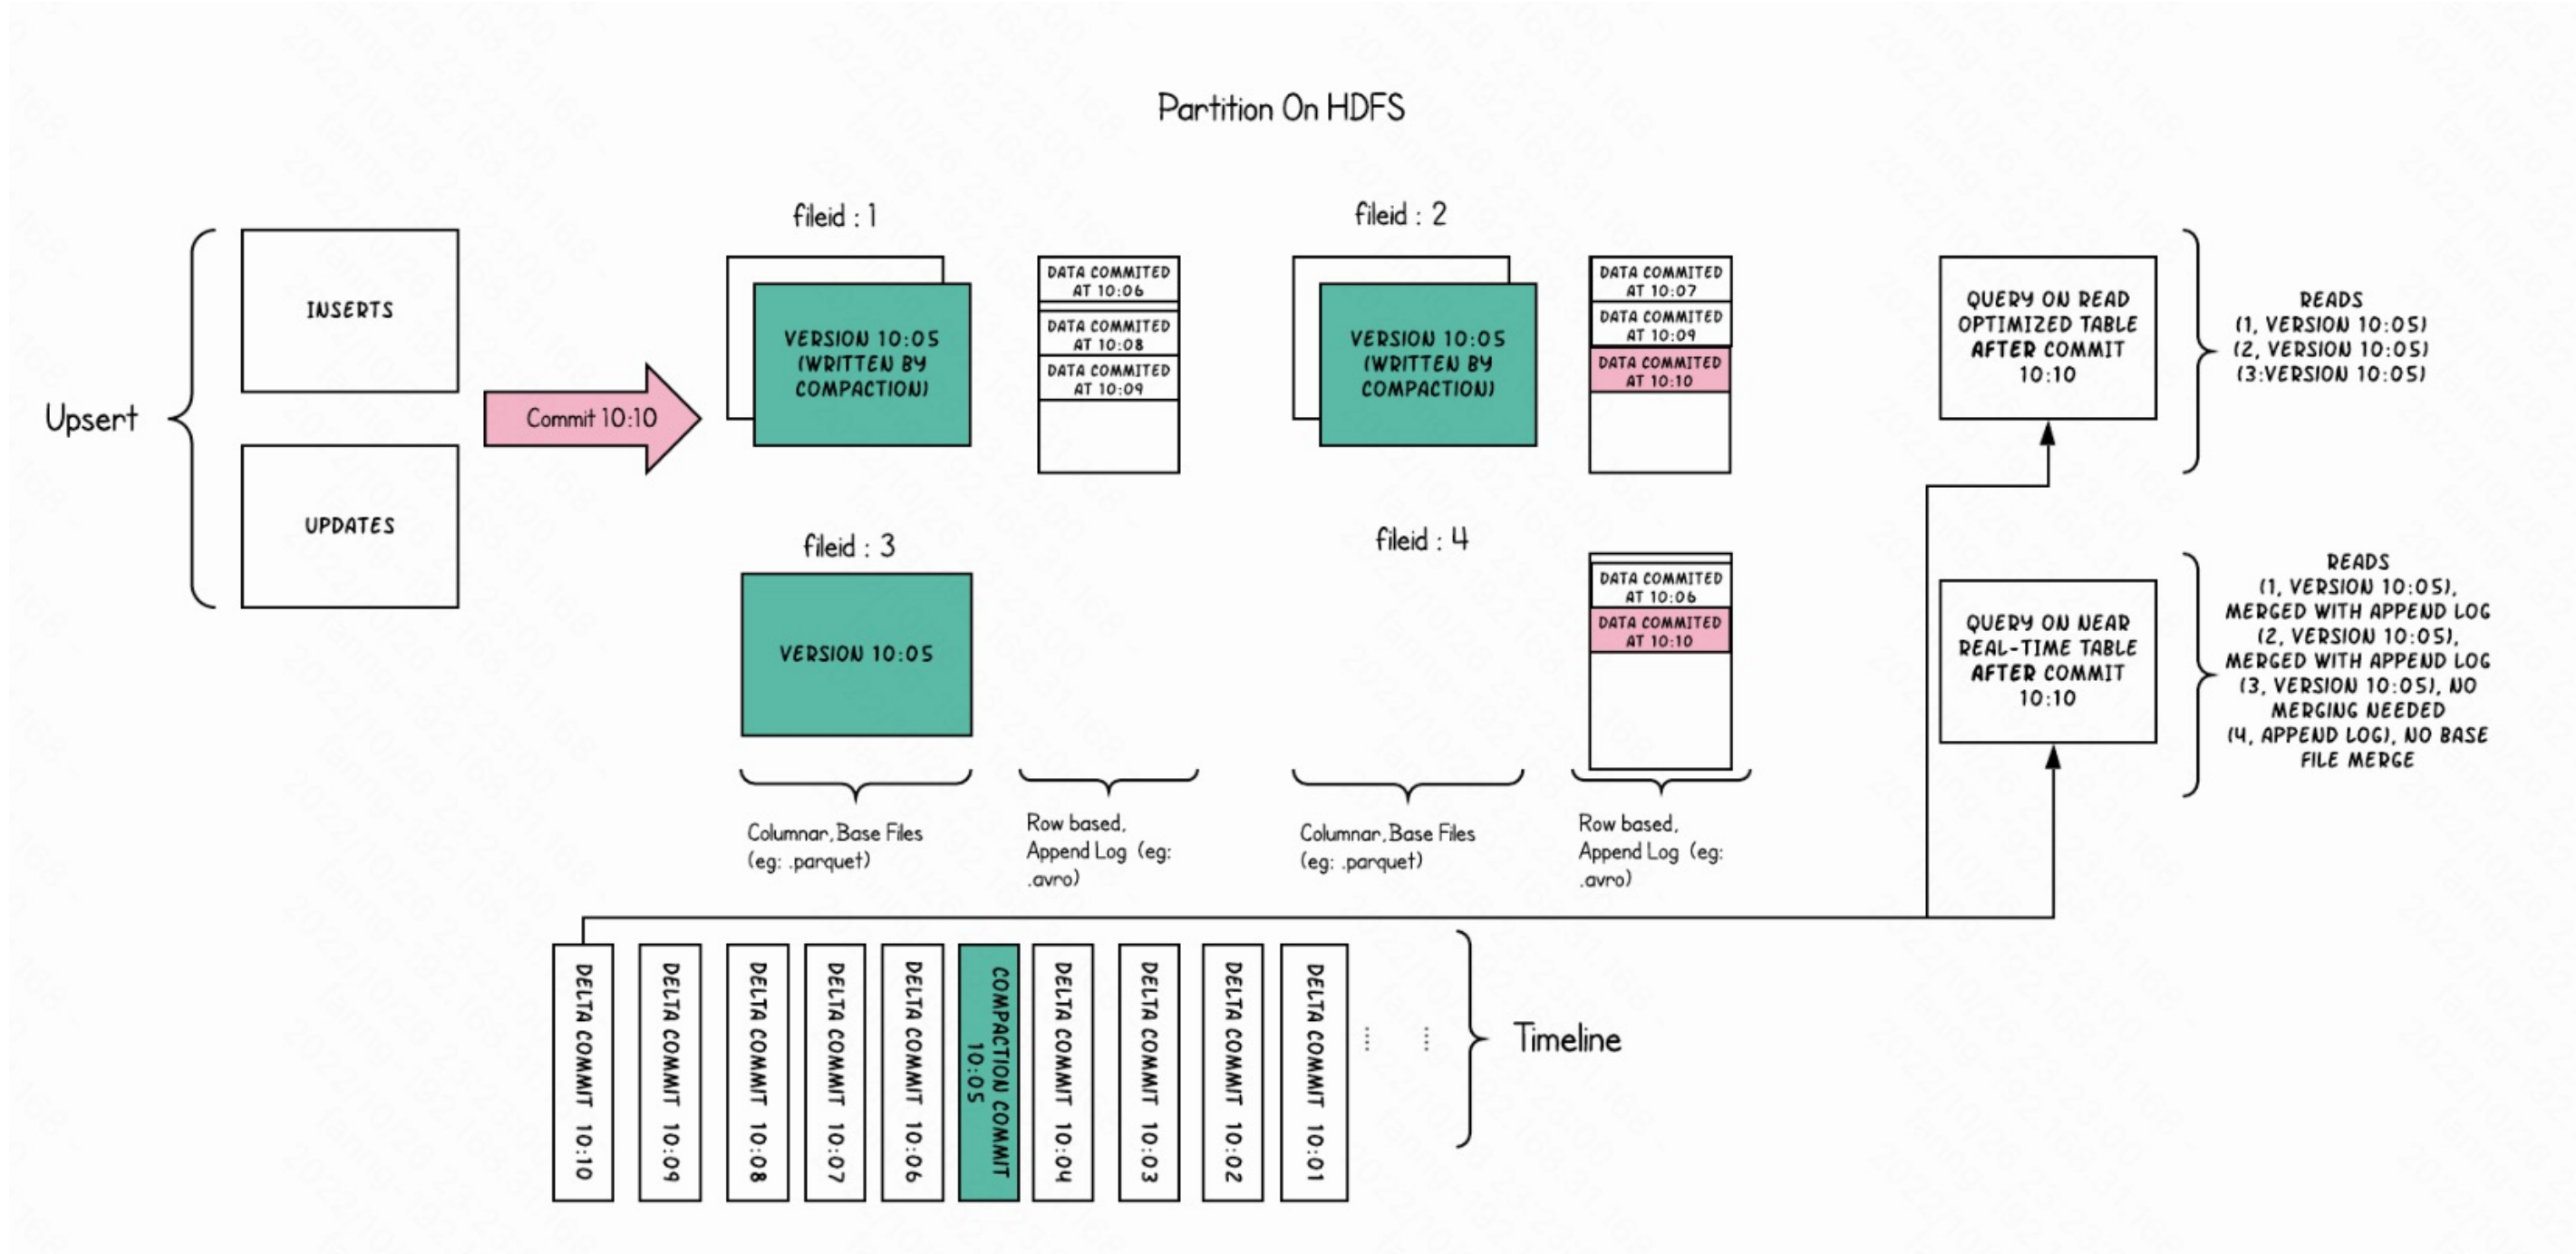 Partition On HDFS
Upsert
INSERTS
UPDATES
Commit 10:10
fileid : 1
VERSION 10:05
(WRITTEN BY
COMPACTION)
DATA COMMITED
AT 10:06
DATA COMMITED
AT 10:08
DATA COMMITED
AT 10:09
fileid : 2
VERSION 10:05
(WRITTEN BY
COMPACTION)
DATA COMMITED
AT 10:07
DATA COMMITED
AT 10:09
DATA COMMITED
AT 10:10
fileid : 3
VERSION 10:05
fileid : 4
DATA COMMITED
AT 10:06
DATA COMMITED
AT 10:10
Columnar, Base Files
(eg: .parquet)
Row based,
Append Log (eg:
.avro)
Columnar, Base Files
(eg: .parquet)
Row based,
Append Log (eg:
.avro)
QUERY ON READ
OPTIMIZED TABLE
AFTER COMMIT
10:10
READS
(1, VERSION 10:05)
(2, VERSION 10:05)
(3:VERSION 10:05)
QUERY ON NEAR
REAL-TIME TABLE
AFTER COMMIT
10:10
READS
(1, VERSION 10:05),
MERGED WITH APPEND LOG
(2, VERSION 10:05),
MERGED WITH APPEND LOG
(3, VERSION 10:05), NO
MERGING NEEDED
(4, APPEND LOG), NO BASE
FILE MERGE
DELTA COMMIT 10:10
DELTA COMMIT 10:09
DELTA COMMIT 10:08
DELTA COMMIT 10:07
DELTA COMMIT 10:06
COMPACTION COMMIT
10:05
DELTA COMMIT 10:04
DELTA COMMIT 10:03
DELTA COMMIT 10:02
DELTA COMMIT 10:01
Timeline